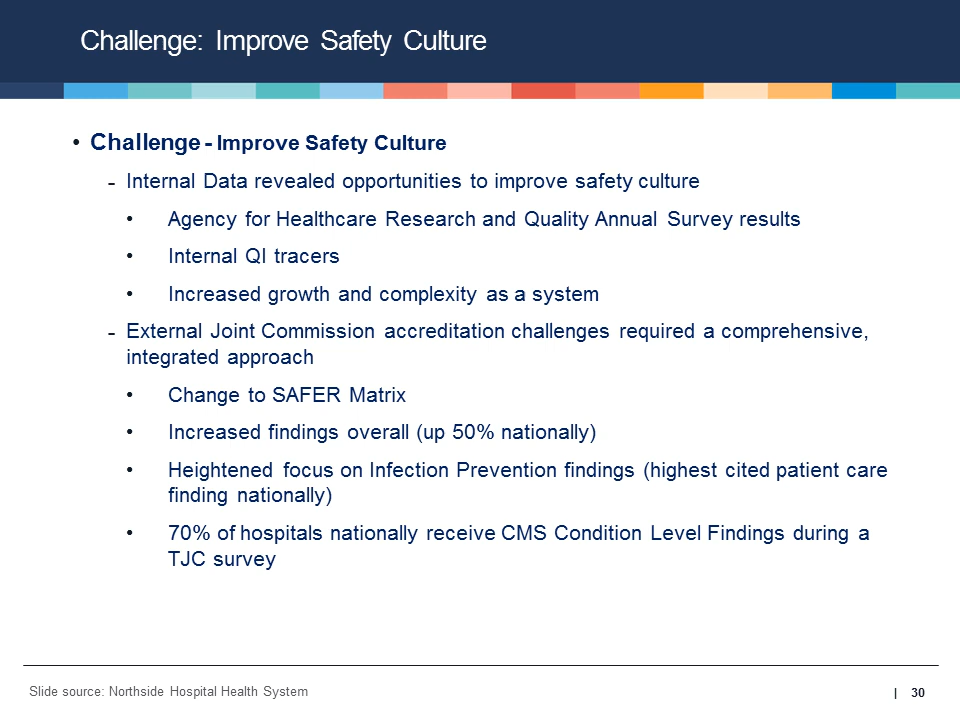 Challenge: Improve Safety Culture
• Challenge - Improve Safety Culture
- Internal Data revealed opportunities to improve safety culture
• Agency for Healthcare Research and Quality Annual Survey results
• Internal QI tracers
• Increased growth and complexity as a system
- External Joint Commission accreditation challenges required a comprehensive,
integrated approach
• Change to SAFER Matrix
• Increased findings overall (up 50% nationally)
• Heightened focus on Infection Prevention findings (highest cited patient care
finding nationally)
• 70% of hospitals nationally receive CMS Condition Level Findings during a
TJC survey
Slide source: Northside Hospital Health System
| 30